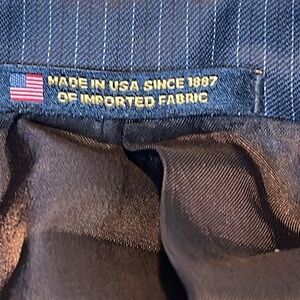 MADE IN USA SINCE 1887
OF IMPORTED FABRIC